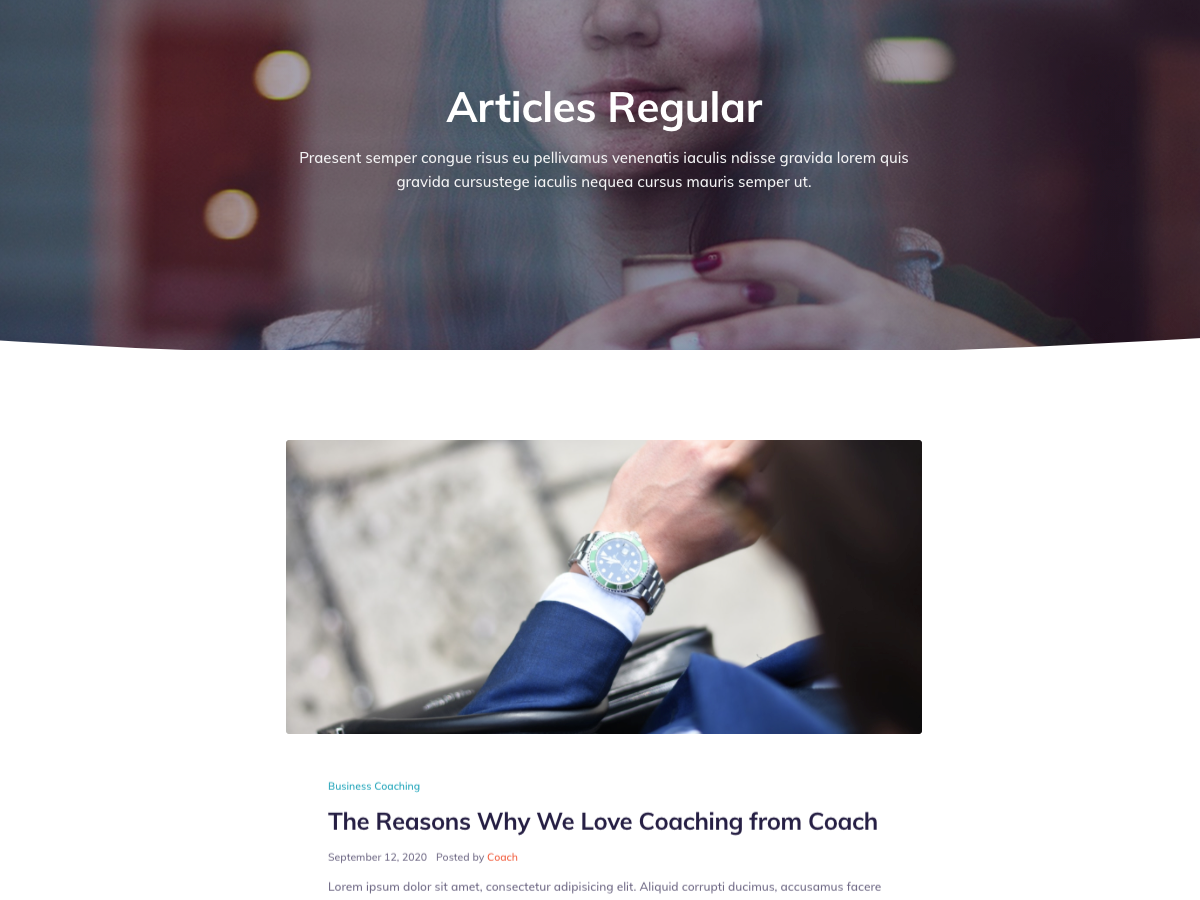 Articles Regular
Praesent semper congue risus eu pellivamus venenatis iaculis ndisse gravida lorem quis
gravida cursustege iaculis nequea cursus mauris semper ut.
Business Coaching
The Reasons Why We Love Coaching from Coach
September 12, 2020 Posted by Coach
Lorem ipsum dolor sit amet, consectetur adipisicing elit. Aliquid corrupti ducimus, accusamus facere